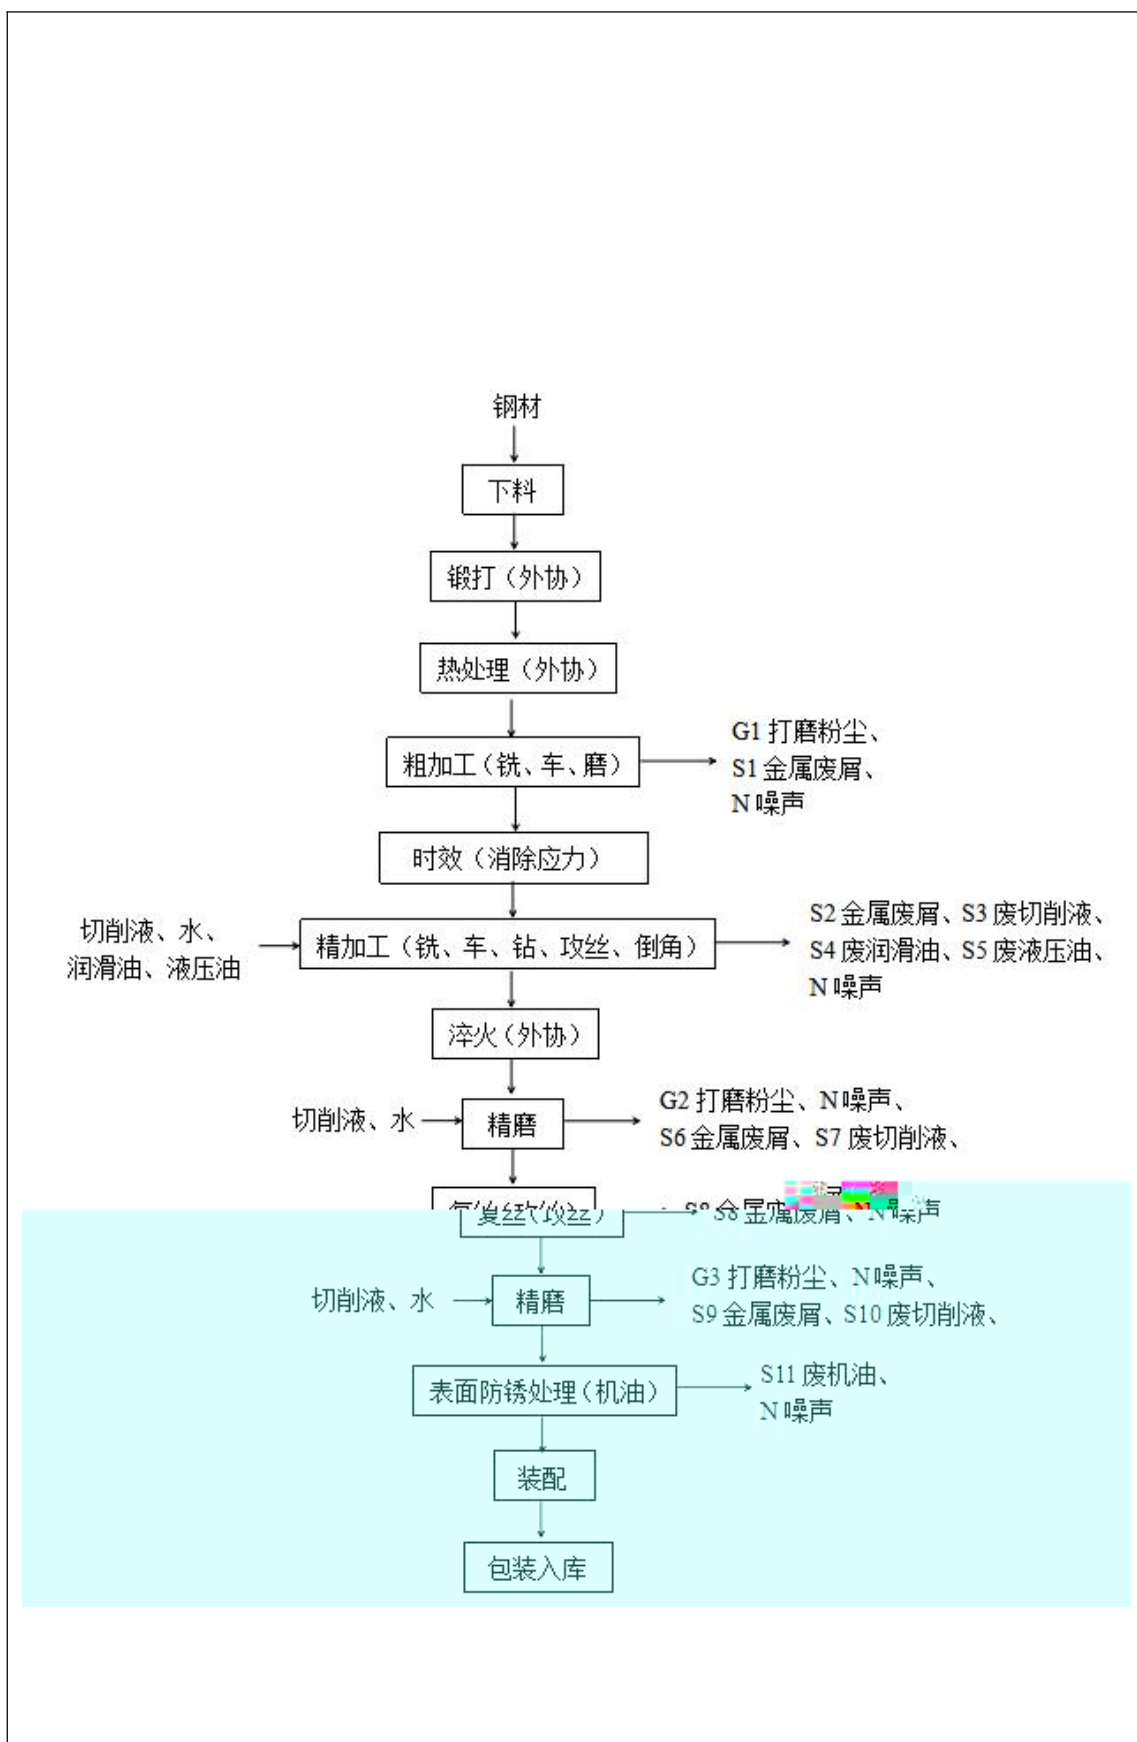 钢材
下料
锻打（外协）
热处理（外协）
粗加工（铣、车、磨）
G1 打磨粉尘、
S1 金属废屑、
N 噪声
时效（消除应力）
切削液、水、
润滑油、液压油
精加工（铣、车、钻、攻丝、倒角）
S2 金属废屑、S3 废切削液、
S4 废润滑油、S5 废液压油、
N 噪声
淬火（外协）
切削液、水
精磨
G2 打磨粉尘、N 噪声、
S6 金属废屑、S7 废切削液、
复丝（攻丝）
S8 金属废屑、N 噪声
切削液、水
精磨
G3 打磨粉尘、N 噪声、
S9 金属废屑、S10 废切削液、
表面防锈处理（机油）
S11 废机油、
N 噪声
装配
包装入库